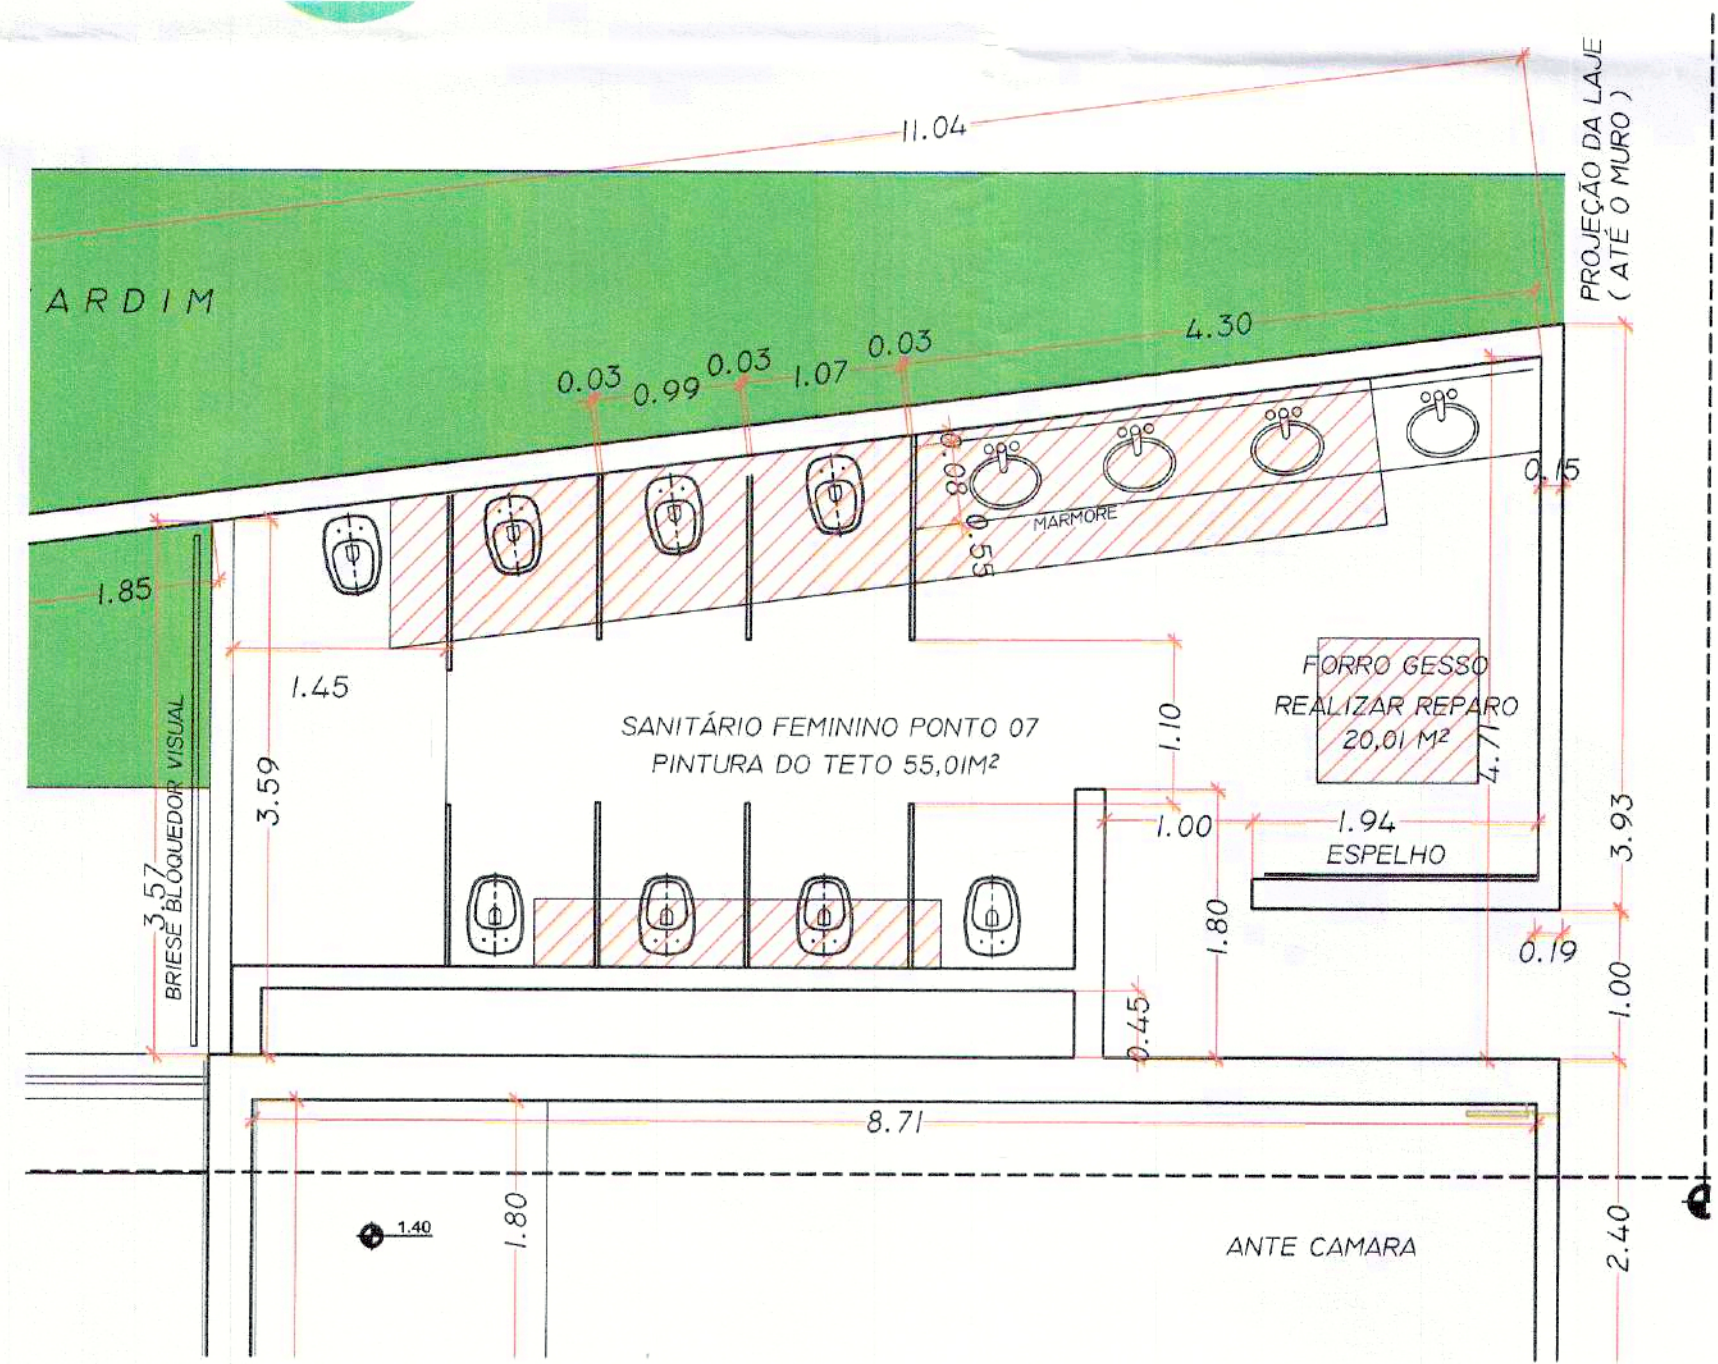 PROJEÇÃO DA LAJE
( ATÉ O MURO )
11.04
ARDIM
4.30
0.03
0.03
0.03
0.99
1.07
0.15
0.08
0.55
MARMORE
1.85
1.45
FORRO GESSO
REALIZAR REPARO
20,01 M²
SANITÁRIO FEMININO PONTO 07
PINTURA DO TETO 55,01M²
1.10
4.71
3.59
3.57
BRIESE BLOQUEDOR VISUAL
1.00
1.94
ESPELHO
3.93
1.80
0.19
1.00
0.45
8.71
1.80
1.40
ANTE CAMARA
2.40